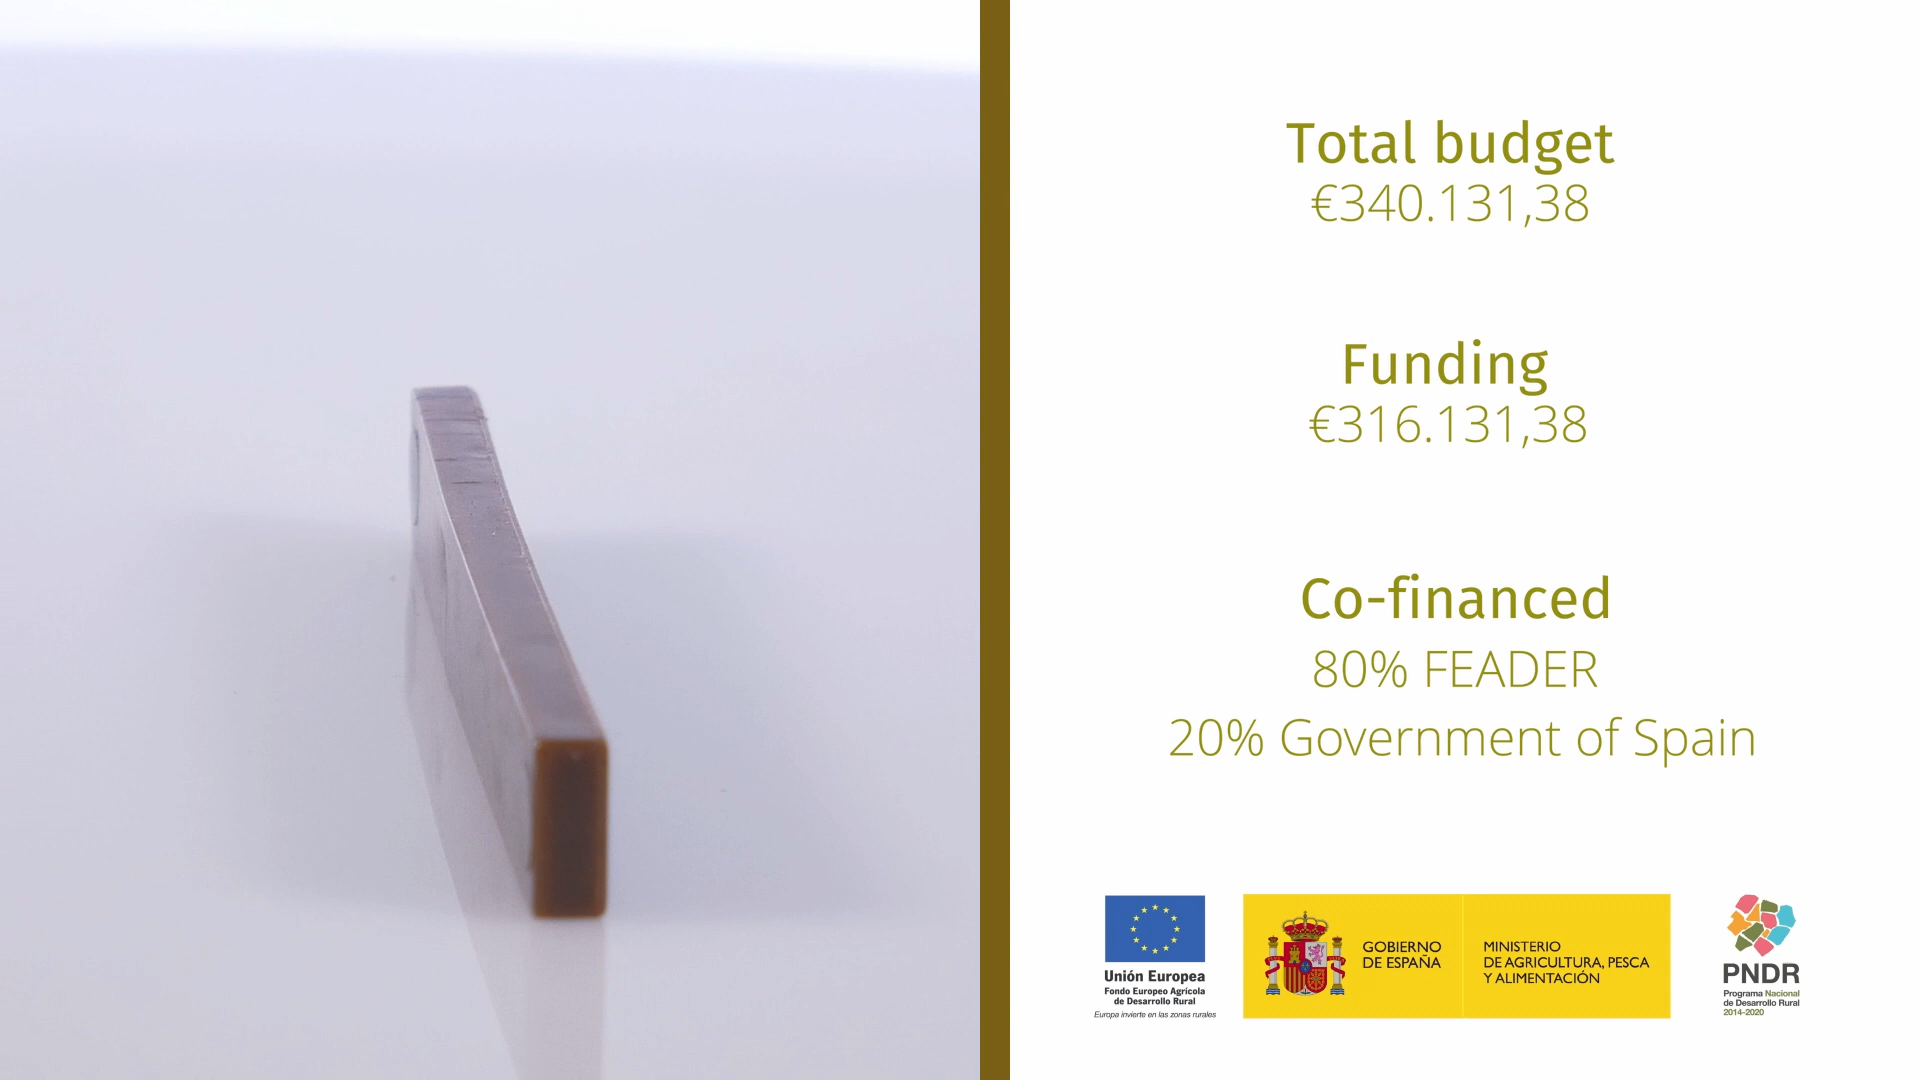 Total budget
€340.131,38
Funding
€316.131,38
Co-financed
80% FEADER
20% Government of Spain
Unión Europea
Fondo Europeo Agrícola
de Desarrollo Rural
Europa invierte en las zonas rurales
GOBIERNO
DE ESPAÑA
MINISTERIO
DE AGRICULTURA, PESCA
Y ALIMENTACIÓN
PNDR
Programa Nacional
de Desarrollo Rural
2014-2020